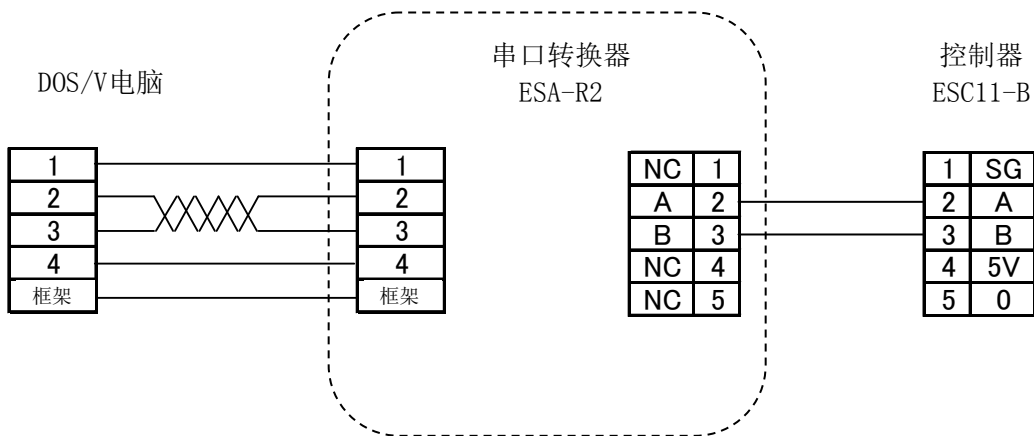 DOS/V电脑
串口转换器
ESA-R2
控制器
ESC11-B
1
2
3
4
框架
1
2
3
4
框架
NC 1
A 2
B 3
NC 4
NC 5
1 SG
2 A
3 B
4 5V
5 0